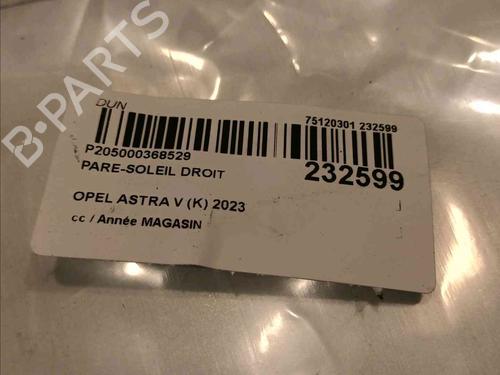 B-PARTS
DUN
75120301 232599
P205000368529
PARE-SOLEIL DROIT
232599
OPEL ASTRA V (K) 2023
cc / Année MAGASIN